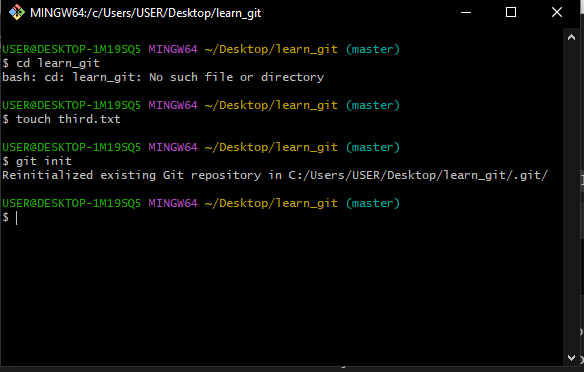 MINGW64:/c/Users/USER/Desktop/learn_git
USER@DESKTOP-1M19SQ5 MINGW64 ~/Desktop/learn_git (master)
$ cd learn_git
bash: cd: learn_git: No such file or directory
USER@DESKTOP-1M19SQ5 MINGW64 ~/Desktop/learn_git (master)
$ touch third.txt
USER@DESKTOP-1M19SQ5 MINGW64 ~/Desktop/learn_git (master)
$ git init
Reinitialized existing Git repository in C:/Users/USER/Desktop/learn_git/.git/
USER@DESKTOP-1M19SQ5 MINGW64 ~/Desktop/learn_git (master)
$